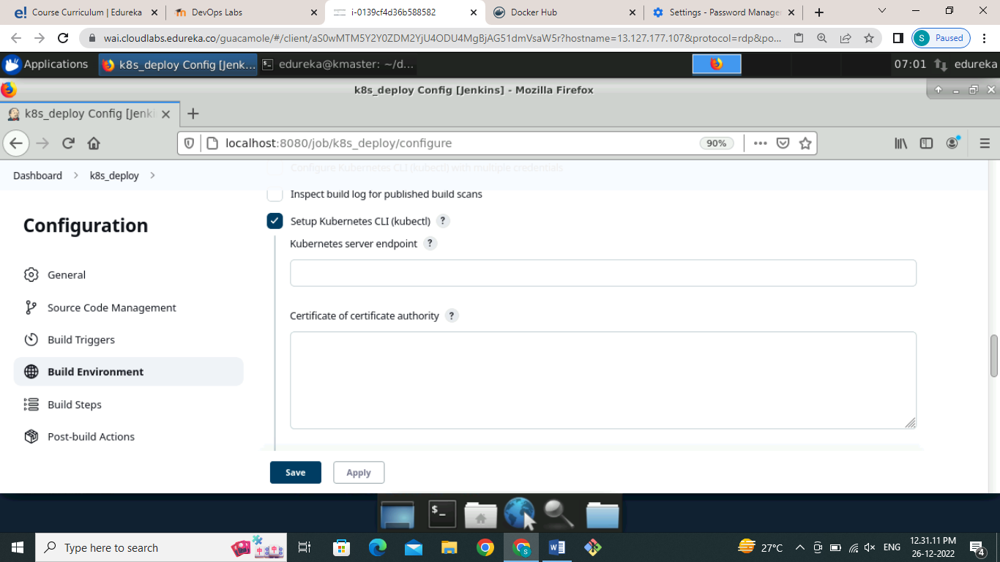 Course Curriculum | Edureka
DevOps Labs
i-0139cf4d36b588582
Docker Hub
Settings - Password Manage
wai.cloudlabs.edureka.co/guacamole/#/client/aS0wMTM5Y2Y0ZDM2YjU4ODU4MgBjAG51dmVsaW5r?hostname=13.127.177.107&protocol=rdp&po...
S Paused
Applications
k8s_deploy Config [Jenk...
edureka@kmaster: ~/d...
07:01
edureka
k8s_deploy Config [Jenkins] - Mozilla Firefox
k8s_deploy Config [Jenki
localhost:8080/job/k8s_deploy/configure
90%
Dashboard > k8s_deploy >
Configure Kubernetes CLI (kubectl) with multiple credentials
Inspect build log for published build scans
Configuration
Setup Kubernetes CLI (kubectl) ?
Kubernetes server endpoint ?
General
Source Code Management
Certificate of certificate authority ?
Build Triggers
Build Environment
Build Steps
Post-build Actions
Save
Apply
Type here to search
27°C
ENG
12.31.11 PM
26-12-2022
4